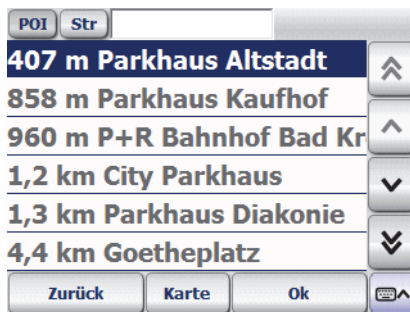 POI Str
407 m Parkhaus Altstadt
858 m Parkhaus Kaufhof
960 m P+R Bahnhof Bad Kr
1,2 km City Parkhaus
1,3 km Parkhaus Diakonie
4,4 km Goetheplatz
Zurück Karte Ok